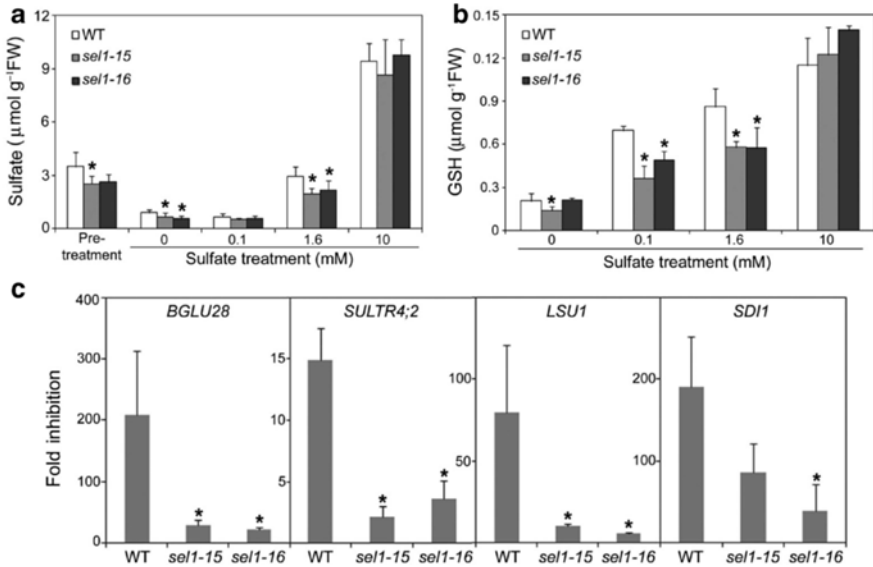 a
Sulfate (μmol g⁻¹FW)
12
9
6
3
0
WT
sel1-15
sel1-16
*
* *
* *
Pre-
treatment
0 0.1 1.6 10
Sulfate treatment (mM)
b
GSH (μmol g⁻¹FW)
0.15
0.12
0.9
0.6
0.3
0
WT
sel1-15
sel1-16
*
* *
* *
0 0.1 1.6 10
Sulfate treatment (mM)
c
Fold inhibition
400
300
200
100
0
BGLU28
* *
WT sel1-15 sel1-16
SULTR4;2
15
10
5
* *
WT sel1-15 sel1-16
LSU1
100
50
* *
WT sel1-15 sel1-16
SDI1
200
100
*
WT sel1-15 sel1-16